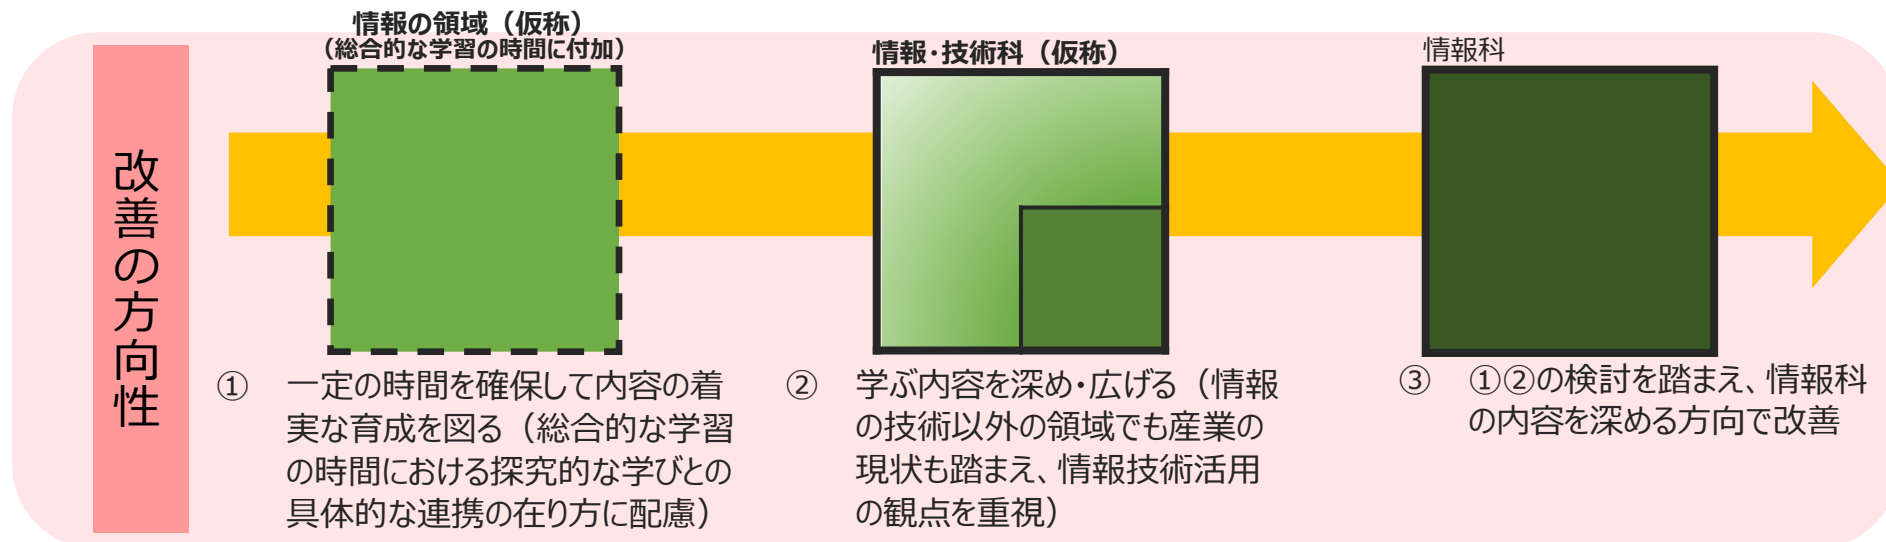 改善の方向性
情報の領域（仮称）
（総合的な学習の時間に付加）
① 一定の時間を確保して内容の着
実な育成を図る（総合的な学習
の時間における探究的な学びとの
具体的な連携の在り方に配慮）
情報・技術科（仮称）
② 学ぶ内容を深め・広げる（情報
の技術以外の領域でも産業の
現状も踏まえ、情報技術活用
の観点を重視）
情報科
③ ①②の検討を踏まえ、情報科
の内容を深める方向で改善